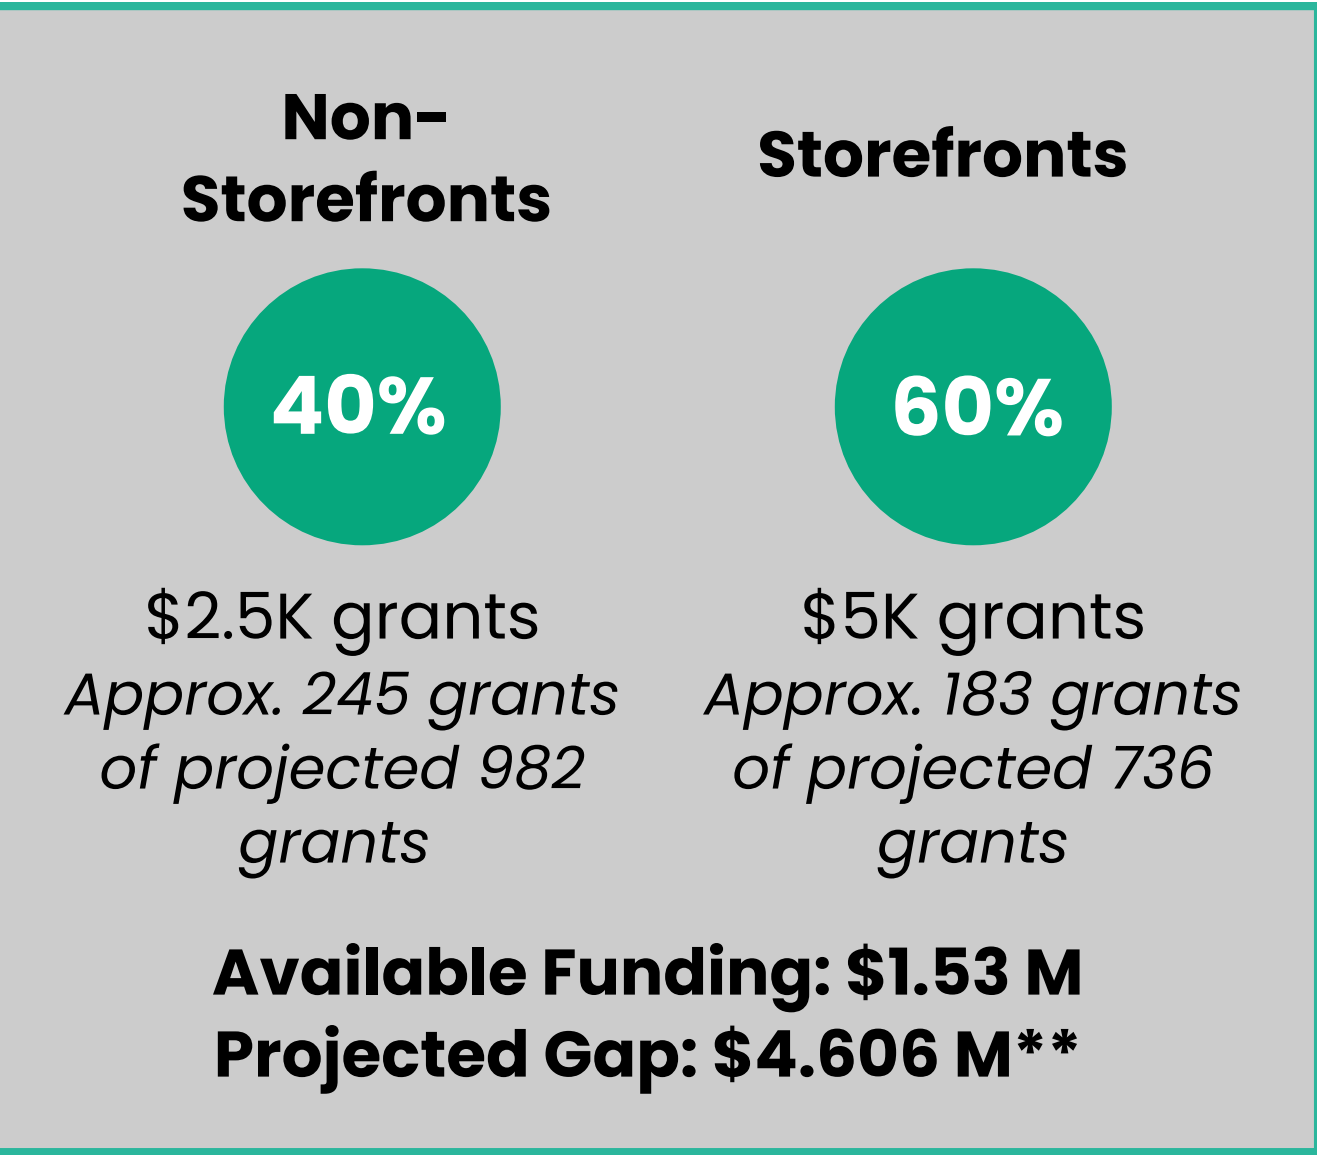 Non-
Storefronts
40%
$2.5K grants
Approx. 245 grants
of projected 982
grants
Storefronts
60%
$5K grants
Approx. 183 grants
of projected 736
grants
Available Funding: $1.53 M
Projected Gap: $4.606 M**